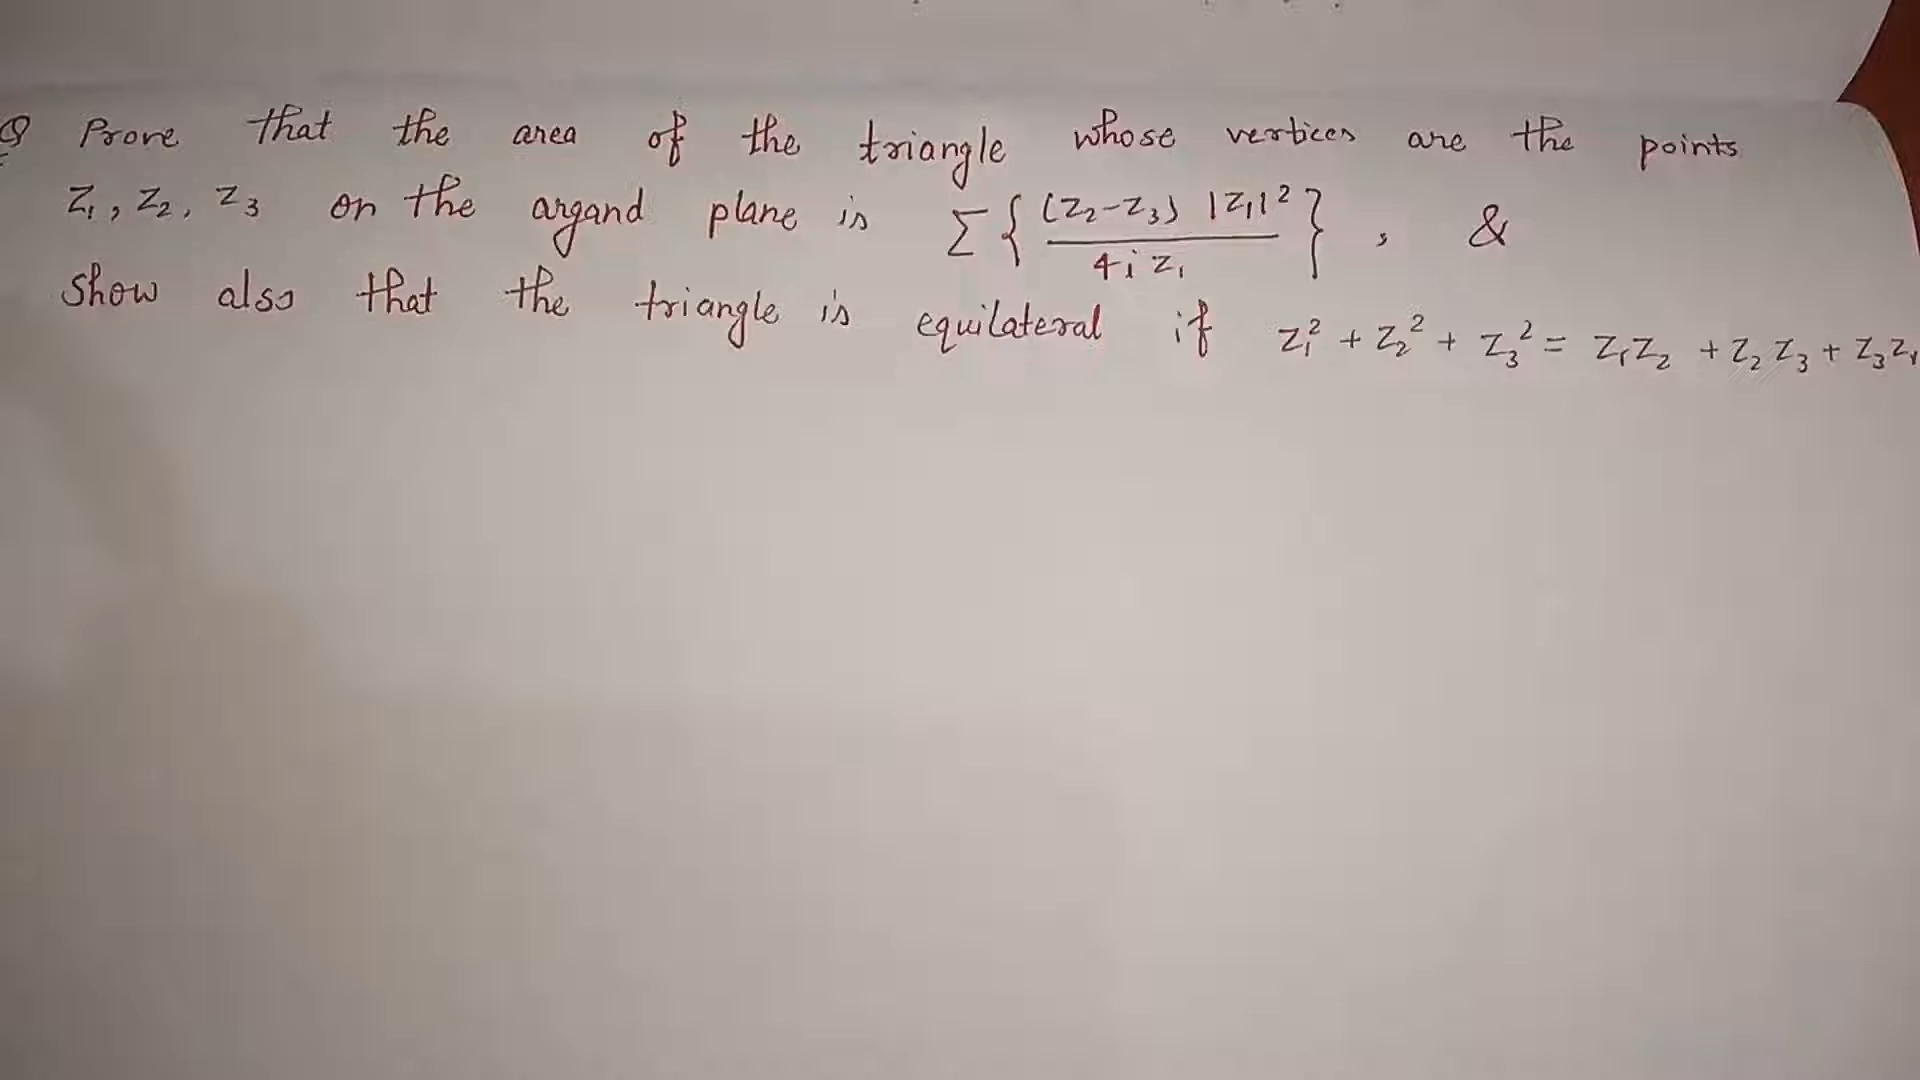 Q Prove that the area of the triangle whose vertices are the points
Z₁, Z₂, Z₃ on the argand plane is Σ{(Z₂-Z₃) |Z₁|² / 4i Z₁}, &
Show also that the triangle is equilateral if Z₁² + Z₂² + Z₃² = Z₁Z₂ + Z₂Z₃ + Z₃Z₁